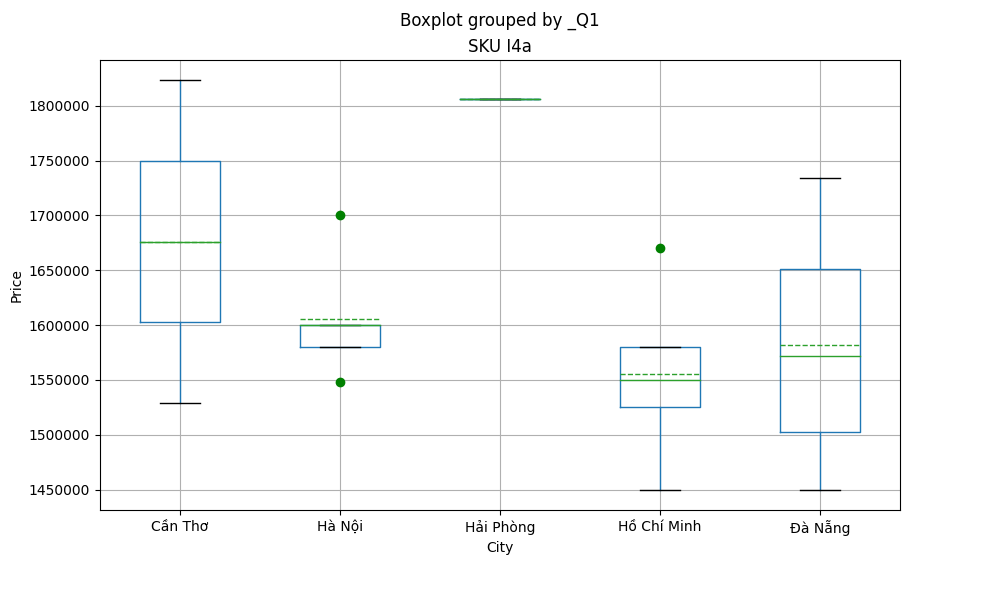 Boxplot grouped by _Q1
SKU I4a
1800000
1750000
1700000
1650000
1600000
1550000
1500000
1450000
Price
Cần Thơ
Hà Nội
Hải Phòng
Hồ Chí Minh
Đà Nẵng
City